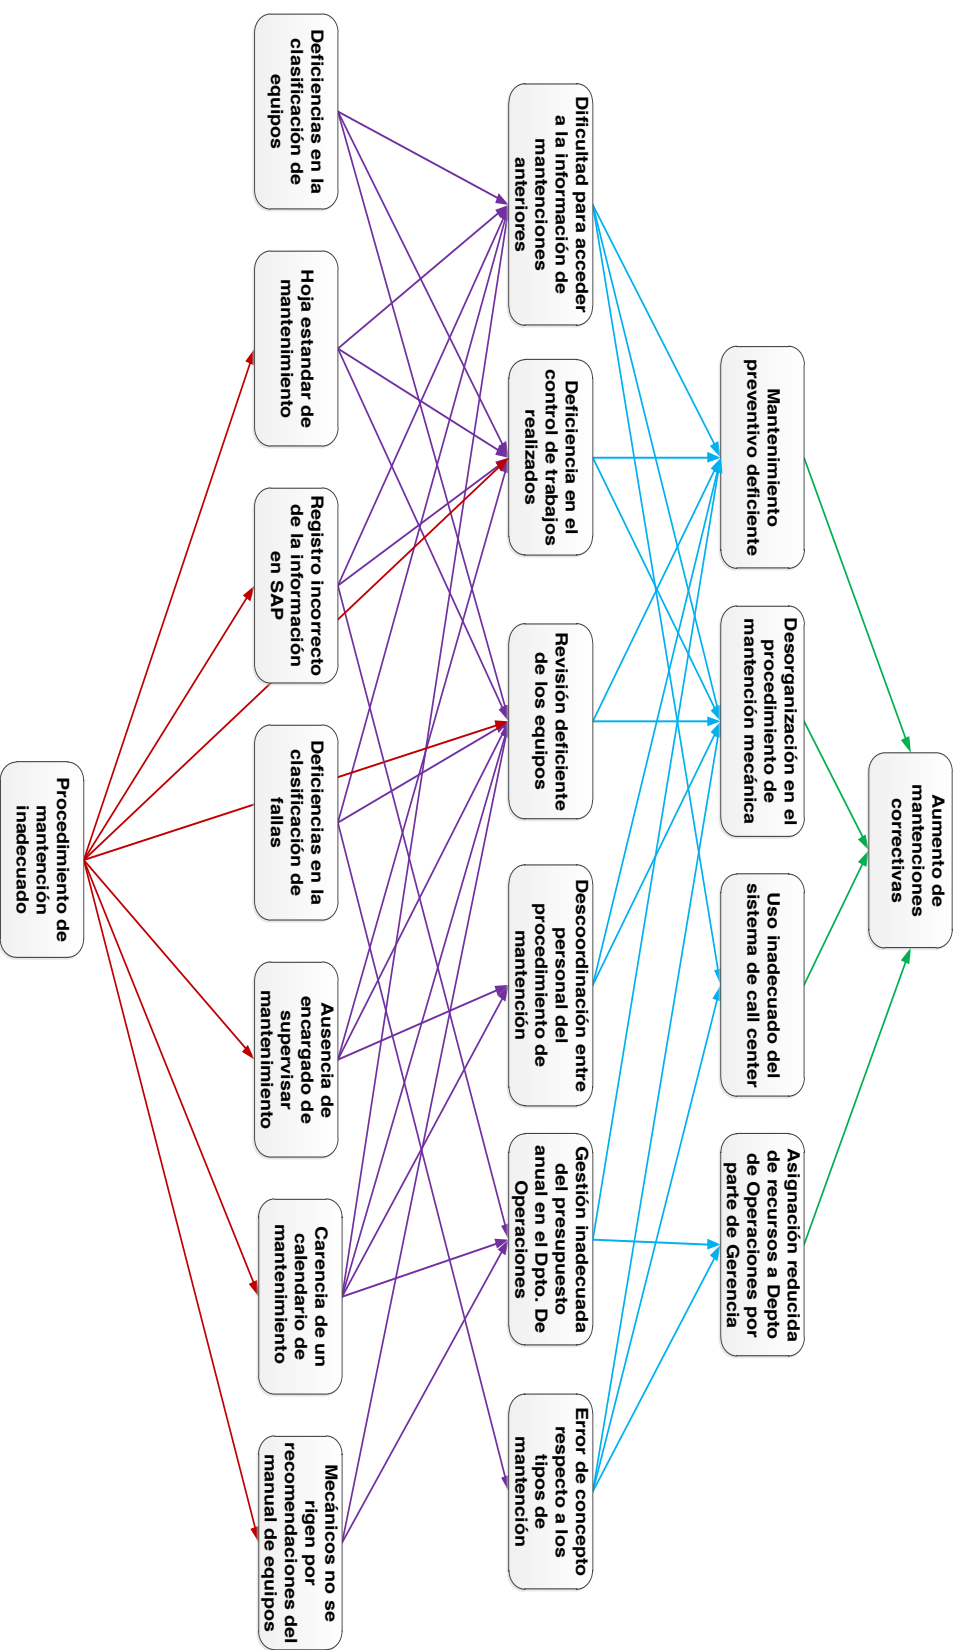 Aumento de
mantenciones
correctivas
Mantenimiento
preventivo deficiente
Desorganización en el
procedimiento de
mantención mecánica
Uso inadecuado del
sistema de call center
Asignación reducida
de recursos a Depto
de Operaciones por
parte de Gerencia
Dificultad para acceder
a la información de
mantenciones
anteriores
Deficiencia en el
control de trabajos
realizados
Revisión deficiente
de los equipos
Descoordinación entre
personal del
procedimiento de
mantención
Gestión inadecuada
del presupuesto
anual en el Dpto. De
Operaciones
Error de concepto
respecto a los
tipos de
mantención
Deficiencias en la
clasificación de
equipos
Hoja estandar de
mantenimiento
Registro incorrecto
de la información
en SAP
Deficiencias en la
clasificación de
fallas
Ausencia de
encargado de
supervisar
mantenimiento
Carencia de un
calendario de
mantenimiento
Mecánicos no se
rigen por
recomendaciones del
manual de equipos
Procedimiento de
mantención
inadecuado